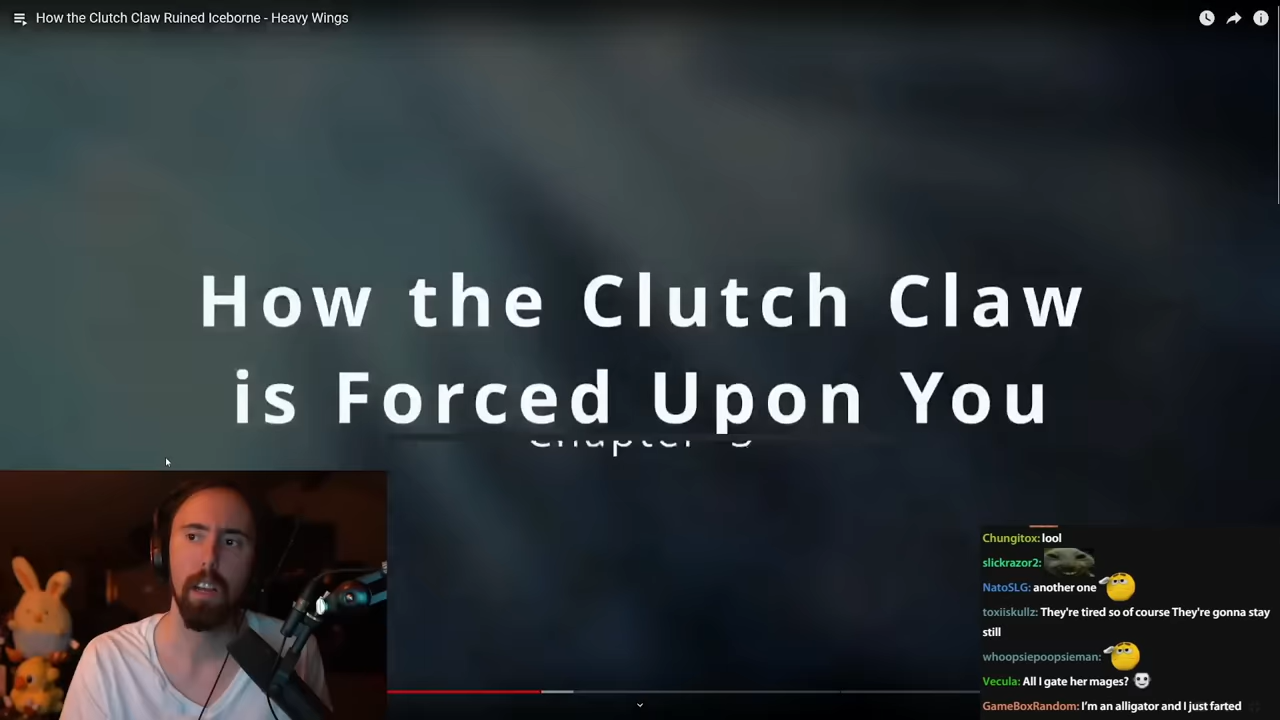 How the Clutch Claw Ruined Iceborne - Heavy Wings
How the Clutch Claw
is Forced Upon You
Chapter 3
Chungitox: lool
slickrazor2:
NatoSLG: another one
toxiiskullz: They're tired so of course They're gonna stay
still
whoopsiepoopsieman:
Vecula: All I gate her mages?
GameBoxRandom: I'm an alligator and I just farted